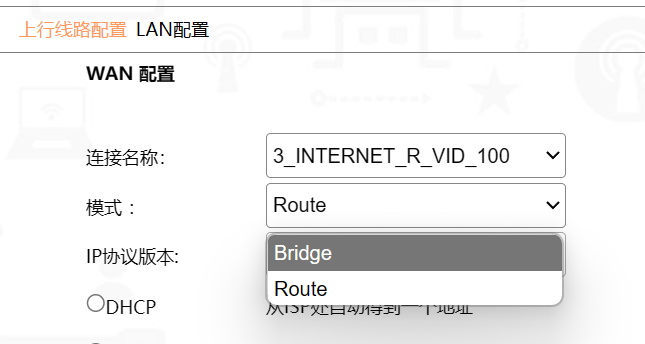 上行线路配置 LAN配置
WAN 配置
连接名称： 3_INTERNET_R_VID_100
模式 ： Route
IP协议版本: Bridge
Route
DHCP 从ISP处自动得到一个地址